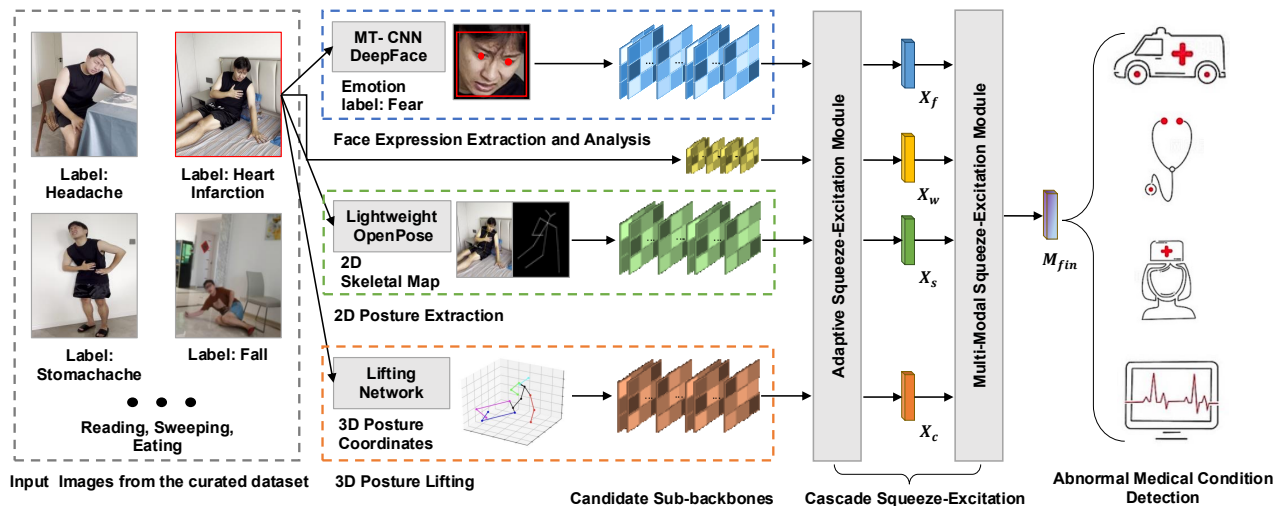 Label:
Headache
Label: Heart
Infarction
Label:
Stomachache
Label: Fall
Reading, Sweeping,
Eating
Input Images from the curated dataset
MT- CNN
DeepFace
Emotion
label: Fear
Face Expression Extraction and Analysis
Lightweight
OpenPose
2D
Skeletal Map
2D Posture Extraction
Lifting
Network
3D Posture
Coordinates
3D Posture Lifting
...
...
...
...
...
...
...
...
Candidate Sub-backbones
Adaptive Squeeze-Excitation Module
X_f
X_w
X_s
X_c
Multi-Modal Squeeze-Excitation Module
Cascade Squeeze-Excitation
M_fin
Abnormal Medical Condition
Detection